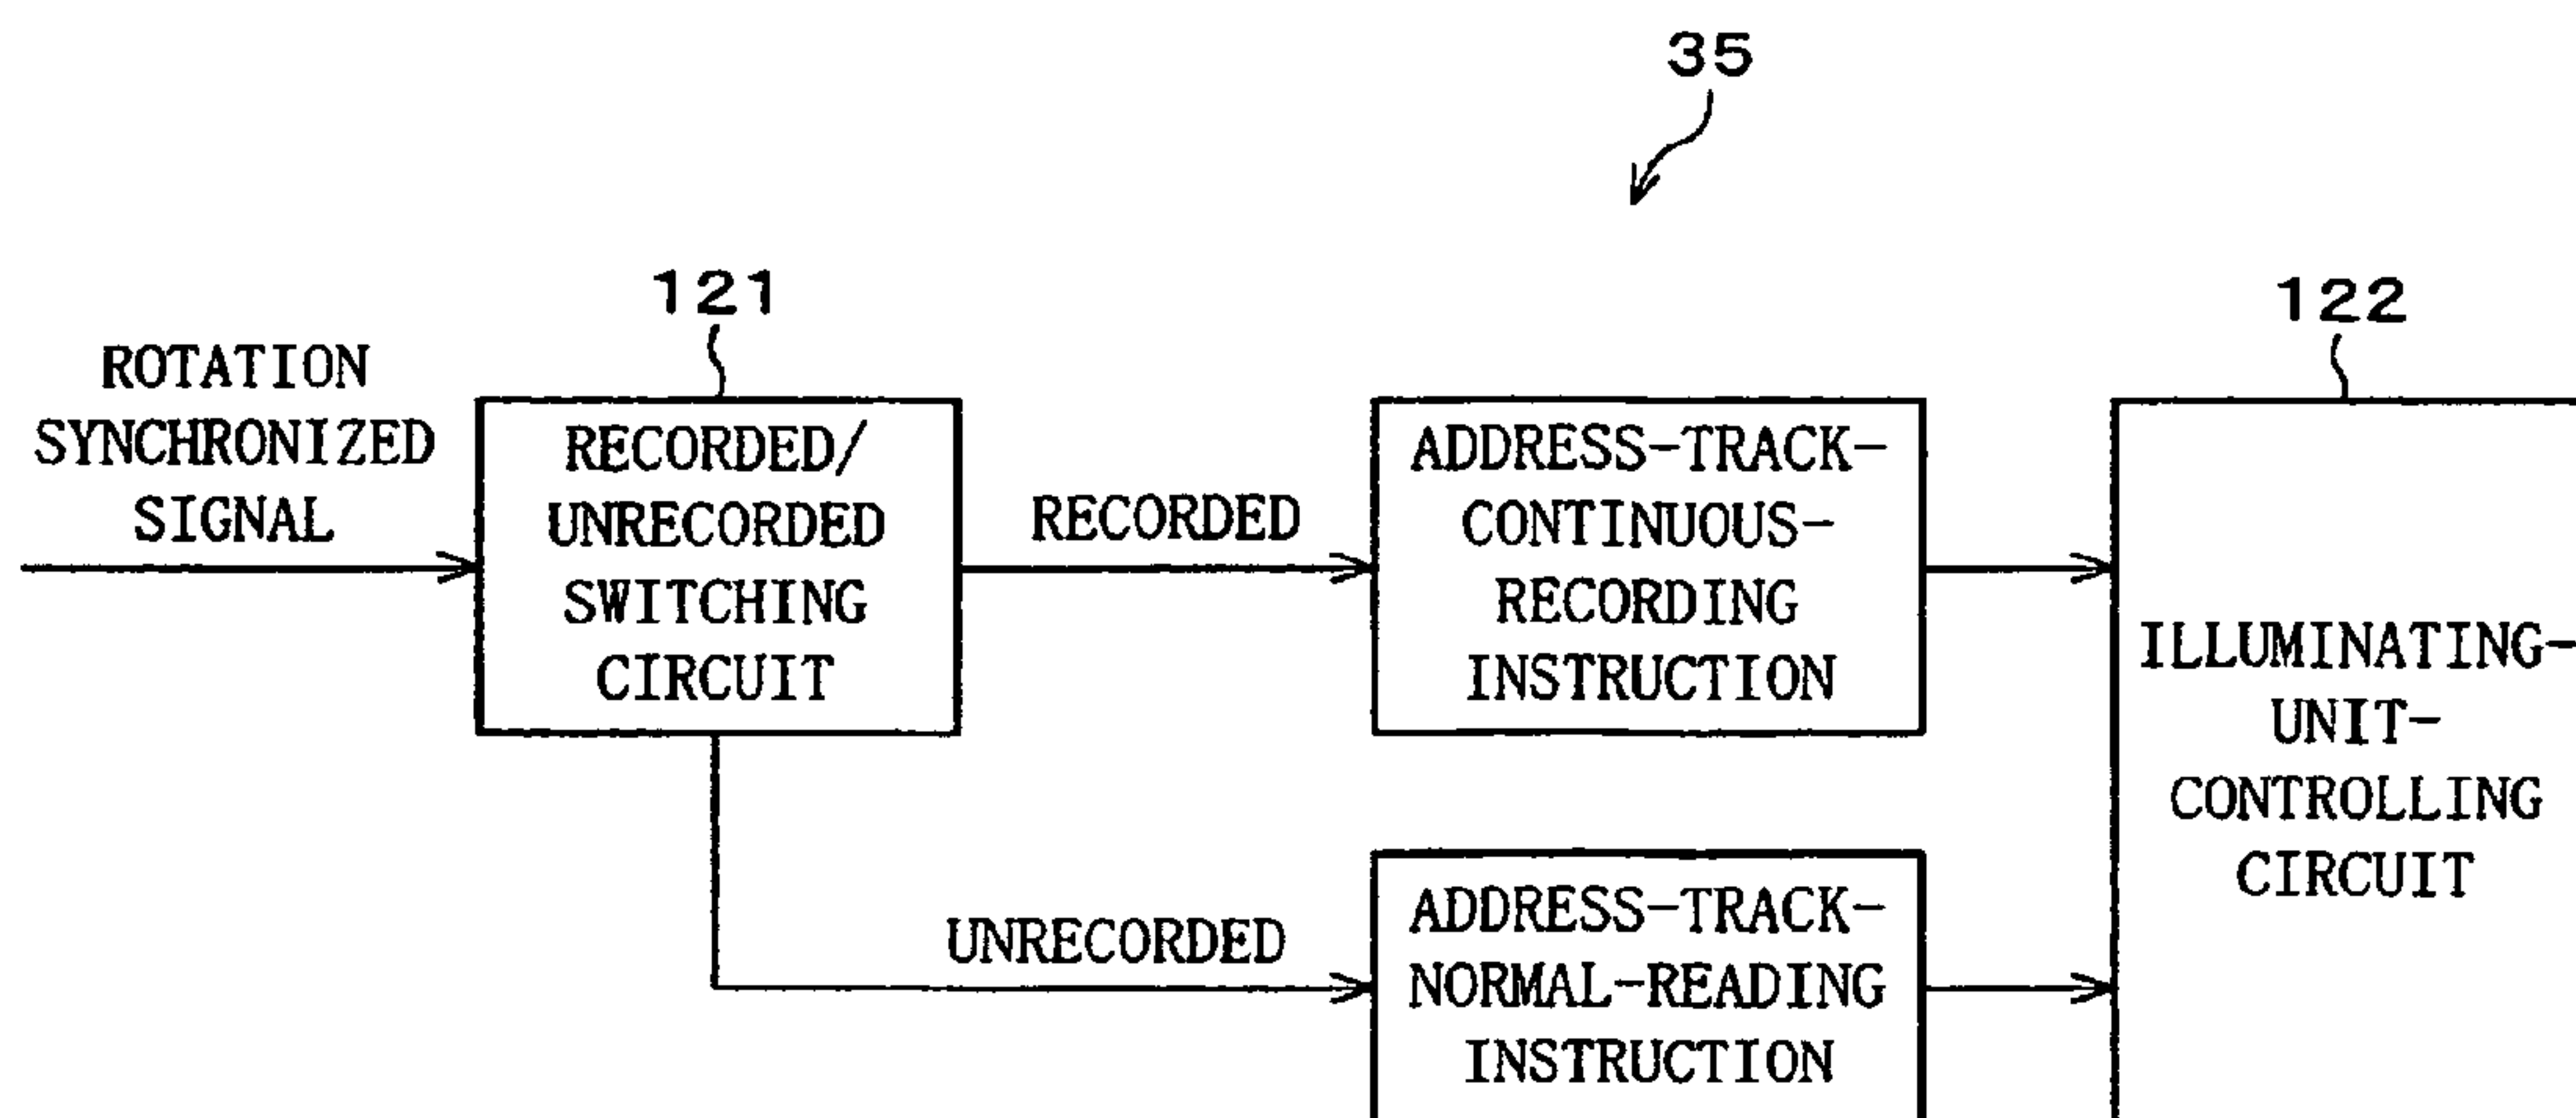 35
121
122
ROTATION
SYNCHRONIZED
SIGNAL
RECORDED/
UNRECORDED
SWITCHING
CIRCUIT
RECORDED
ADDRESS-TRACK-
CONTINUOUS-
RECORDING
INSTRUCTION
ILLUMINATING-
UNIT-
CONTROLLING
CIRCUIT
UNRECORDED
ADDRESS-TRACK-
NORMAL-READING
INSTRUCTION